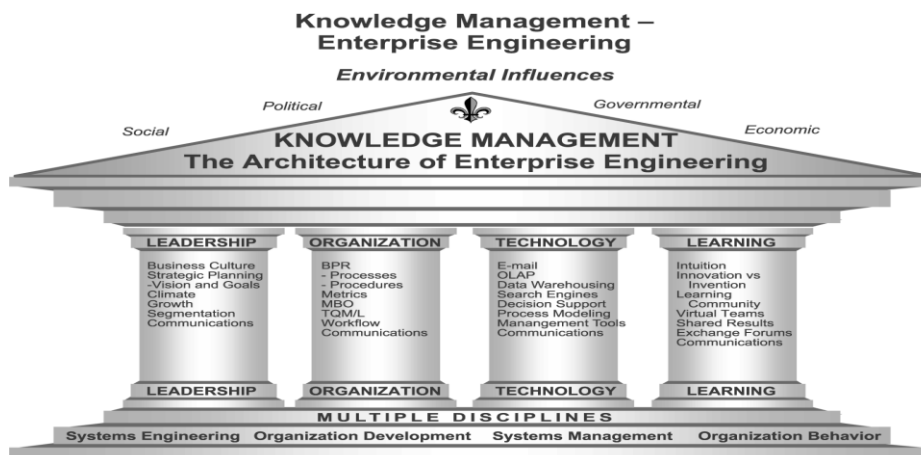 Knowledge Management –
Enterprise Engineering
Environmental Influences
Social
Political
Governmental
Economic
KNOWLEDGE MANAGEMENT
The Architecture of Enterprise Engineering
LEADERSHIP
Business Culture
Strategic Planning
-Vision and Goals
Climate
Growth
Segmentation
Communications
LEADERSHIP
ORGANIZATION
BPR
- Processes
- Procedures
Metrics
MBO
TQM/L
Workflow
Communications
ORGANIZATION
TECHNOLOGY
E-mail
OLAP
Data Warehousing
Search Engines
Decision Support
Process Modeling
Manangement Tools
Communications
TECHNOLOGY
LEARNING
Intuition
Innovation vs
Invention
Learning
Community
Virtual Teams
Shared Results
Exchange Forums
Communications
LEARNING
MULTIPLE DISCIPLINES
Systems Engineering Organization Development Systems Management Organization Behavior